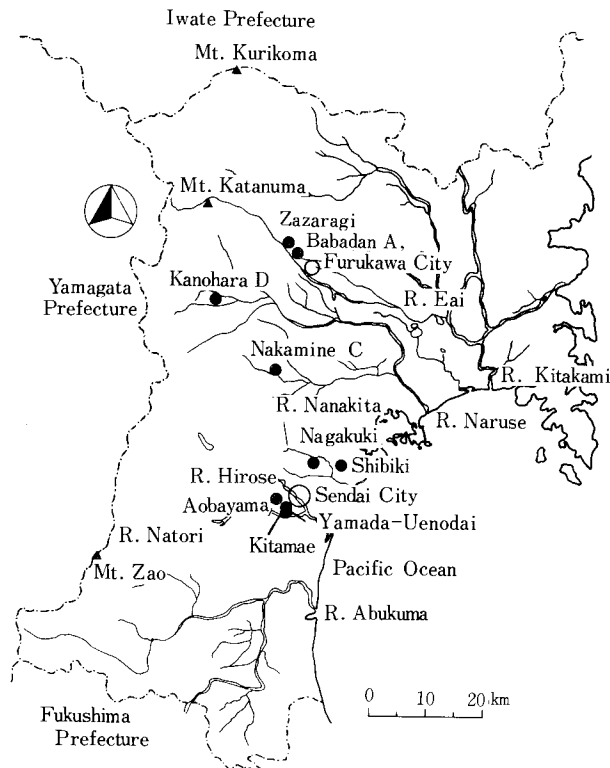 Iwate Prefecture
Mt. Kurikoma
Mt. Katanuma
Zazaragi
Babadan A,
Furukawa City
Yamagata
Prefecture
Kanohara D
R. Eai
Nakamine C
R. Kitakami
R. Nanakita
R. Naruse
Nagakuki
Shibiki
R. Hirose
Sendai City
Aobayama
Yamada-Uenodai
R. Natori
Kitamae
Mt. Zao
Pacific Ocean
R. Abukuma
0 10 20 km
Fukushima
Prefecture